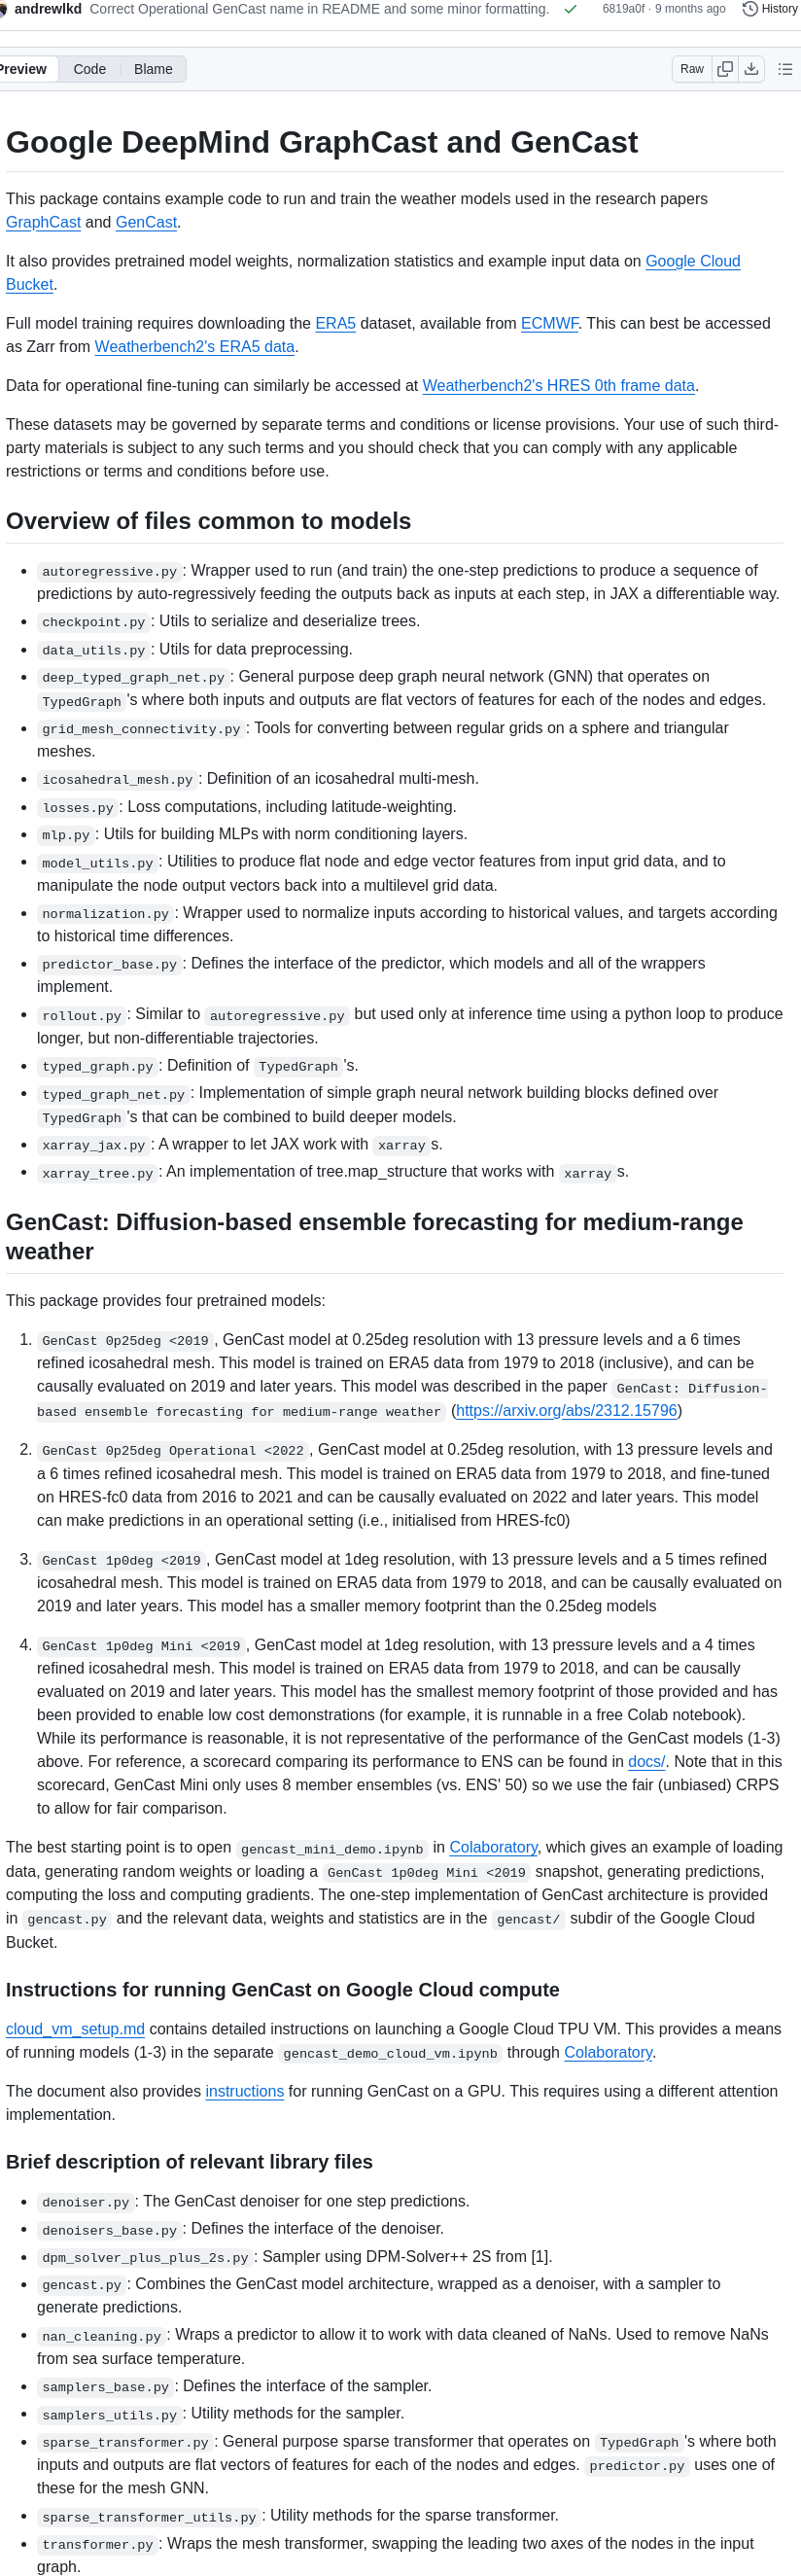 andrewlkd Correct Operational GenCast name in README and some minor formatting. 6819a0f · 9 months ago History
Preview Code Blame Raw
Google DeepMind GraphCast and GenCast
This package contains example code to run and train the weather models used in the research papers
GraphCast and GenCast.
It also provides pretrained model weights, normalization statistics and example input data on Google Cloud
Bucket.
Full model training requires downloading the ERA5 dataset, available from ECMWF. This can best be accessed
as Zarr from Weatherbench2's ERA5 data.
Data for operational fine-tuning can similarly be accessed at Weatherbench2's HRES 0th frame data.
These datasets may be governed by separate terms and conditions or license provisions. Your use of such third-
party materials is subject to any such terms and you should check that you can comply with any applicable
restrictions or terms and conditions before use.
Overview of files common to models
• autoregressive.py: Wrapper used to run (and train) the one-step predictions to produce a sequence of
predictions by auto-regressively feeding the outputs back as inputs at each step, in JAX a differentiable way.
• checkpoint.py: Utils to serialize and deserialize trees.
• data_utils.py: Utils for data preprocessing.
• deep_typed_graph_net.py: General purpose deep graph neural network (GNN) that operates on
TypedGraph's where both inputs and outputs are flat vectors of features for each of the nodes and edges.
• grid_mesh_connectivity.py: Tools for converting between regular grids on a sphere and triangular
meshes.
• icosahedral_mesh.py: Definition of an icosahedral multi-mesh.
• losses.py: Loss computations, including latitude-weighting.
• mlp.py: Utils for building MLPs with norm conditioning layers.
• model_utils.py: Utilities to produce flat node and edge vector features from input grid data, and to
manipulate the node output vectors back into a multilevel grid data.
• normalization.py: Wrapper used to normalize inputs according to historical values, and targets according
to historical time differences.
• predictor_base.py: Defines the interface of the predictor, which models and all of the wrappers
implement.
• rollout.py: Similar to autoregressive.py but used only at inference time using a python loop to produce
longer, but non-differentiable trajectories.
• typed_graph.py: Definition of TypedGraph's.
• typed_graph_net.py: Implementation of simple graph neural network building blocks defined over
TypedGraph's that can be combined to build deeper models.
• xarray_jax.py: A wrapper to let JAX work with xarrays.
• xarray_tree.py: An implementation of tree.map_structure that works with xarrays.
GenCast: Diffusion-based ensemble forecasting for medium-range
weather
This package provides four pretrained models:
1. GenCast 0p25deg <2019, GenCast model at 0.25deg resolution with 13 pressure levels and a 6 times
refined icosahedral mesh. This model is trained on ERA5 data from 1979 to 2018 (inclusive), and can be
causally evaluated on 2019 and later years. This model was described in the paper GenCast: Diffusion-
based ensemble forecasting for medium-range weather (https://arxiv.org/abs/2312.15796)
2. GenCast 0p25deg Operational <2022, GenCast model at 0.25deg resolution, with 13 pressure levels and
a 6 times refined icosahedral mesh. This model is trained on ERA5 data from 1979 to 2018, and fine-tuned
on HRES-fc0 data from 2016 to 2021 and can be causally evaluated on 2022 and later years. This model
can make predictions in an operational setting (i.e., initialised from HRES-fc0)
3. GenCast 1p0deg <2019, GenCast model at 1deg resolution, with 13 pressure levels and a 5 times refined
icosahedral mesh. This model is trained on ERA5 data from 1979 to 2018, and can be causally evaluated on
2019 and later years. This model has a smaller memory footprint than the 0.25deg models
4. GenCast 1p0deg Mini <2019, GenCast model at 1deg resolution, with 13 pressure levels and a 4 times
refined icosahedral mesh. This model is trained on ERA5 data from 1979 to 2018, and can be causally
evaluated on 2019 and later years. This model has the smallest memory footprint of those provided and has
been provided to enable low cost demonstrations (for example, it is runnable in a free Colab notebook).
While its performance is reasonable, it is not representative of the performance of the GenCast models (1-3)
above. For reference, a scorecard comparing its performance to ENS can be found in docs/. Note that in this
scorecard, GenCast Mini only uses 8 member ensembles (vs. ENS' 50) so we use the fair (unbiased) CRPS
to allow for fair comparison.
The best starting point is to open gencast_mini_demo.ipynb in Colaboratory, which gives an example of loading
data, generating random weights or loading a GenCast 1p0deg Mini <2019 snapshot, generating predictions,
computing the loss and computing gradients. The one-step implementation of GenCast architecture is provided
in gencast.py and the relevant data, weights and statistics are in the gencast/ subdir of the Google Cloud
Bucket.
Instructions for running GenCast on Google Cloud compute
cloud_vm_setup.md contains detailed instructions on launching a Google Cloud TPU VM. This provides a means
of running models (1-3) in the separate gencast_demo_cloud_vm.ipynb through Colaboratory.
The document also provides instructions for running GenCast on a GPU. This requires using a different attention
implementation.
Brief description of relevant library files
• denoiser.py: The GenCast denoiser for one step predictions.
• denoisers_base.py: Defines the interface of the denoiser.
• dpm_solver_plus_plus_2s.py: Sampler using DPM-Solver++ 2S from [1].
• gencast.py: Combines the GenCast model architecture, wrapped as a denoiser, with a sampler to
generate predictions.
• nan_cleaning.py: Wraps a predictor to allow it to work with data cleaned of NaNs. Used to remove NaNs
from sea surface temperature.
• samplers_base.py: Defines the interface of the sampler.
• samplers_utils.py: Utility methods for the sampler.
• sparse_transformer.py: General purpose sparse transformer that operates on TypedGraph's where both
inputs and outputs are flat vectors of features for each of the nodes and edges. predictor.py uses one of
these for the mesh GNN.
• sparse_transformer_utils.py: Utility methods for the sparse transformer.
• transformer.py: Wraps the mesh transformer, swapping the leading two axes of the nodes in the input
graph.